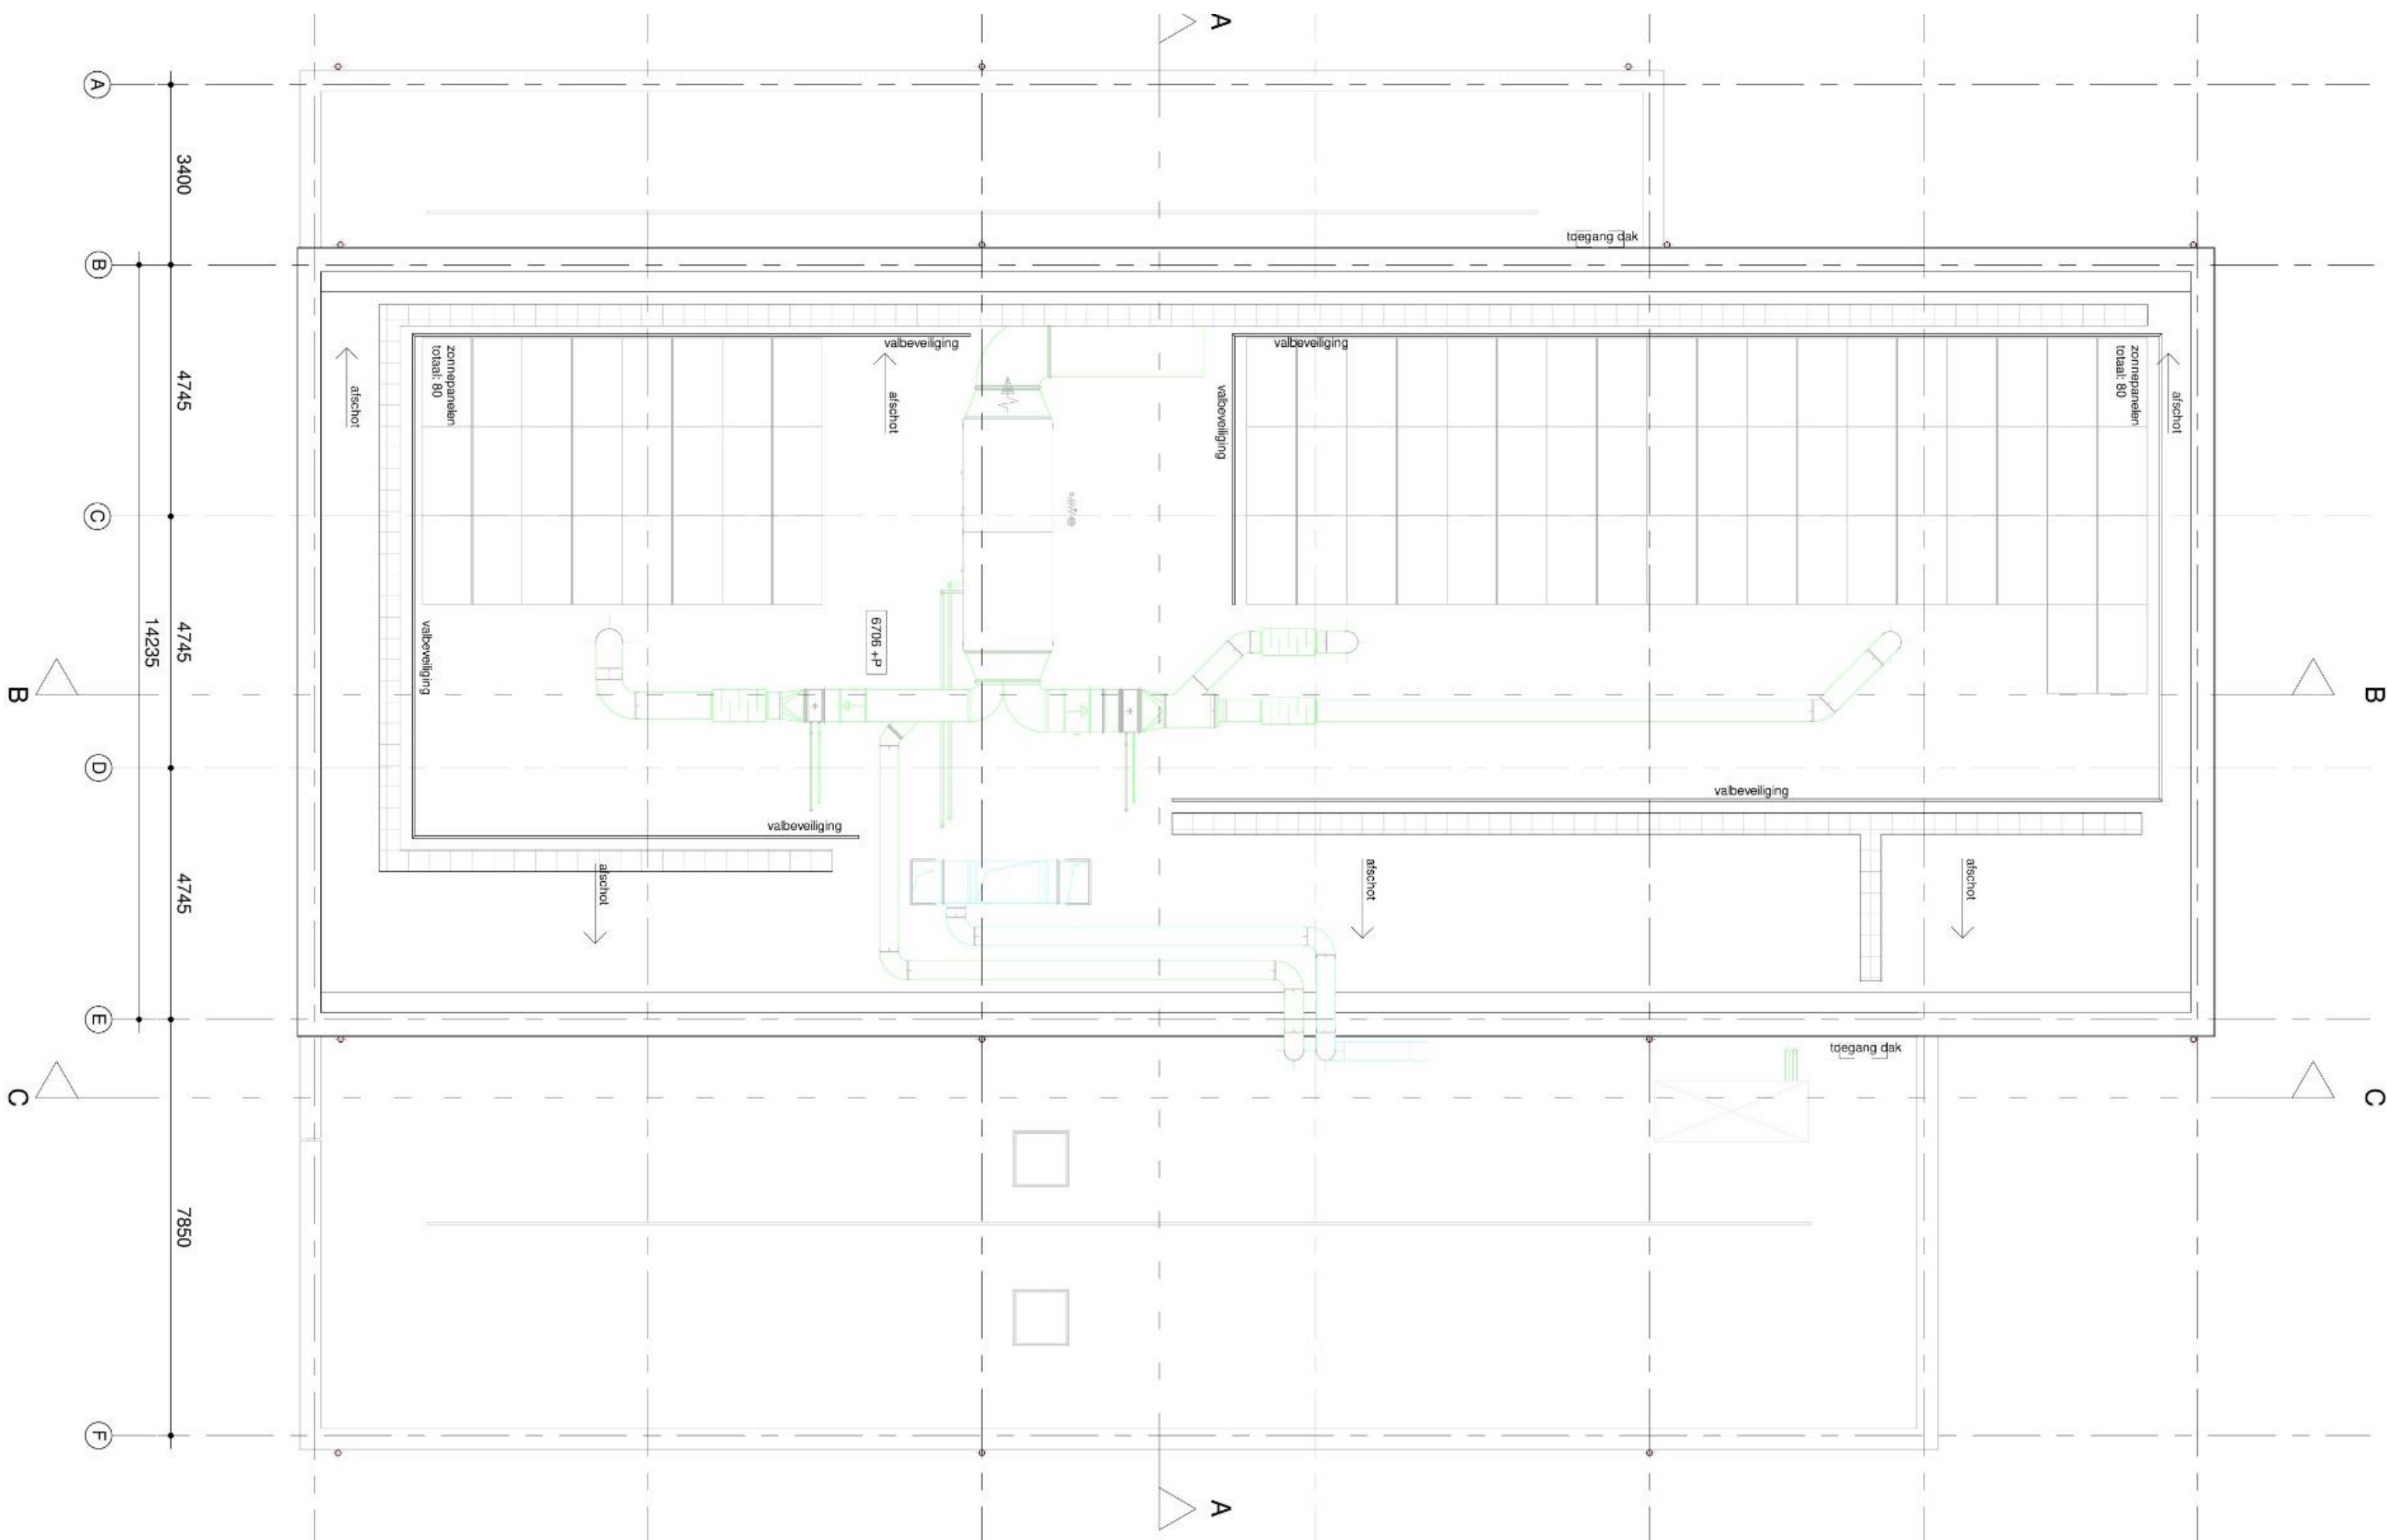 A
A
3400
toegang dak
B
valbeveiliging
valbeveiliging
zonnepanelen
totaal: 80
zonnepanelen
totaal: 80
4745
afschot
afschot
valbeveiliging
afschot
C
6706 +P
4745
14235
valbeveiliging
B
B
D
valbeveiliging
valbeveiliging
4745
afschot
afschot
afschot
E
toegang dak
C
C
7850
F
A